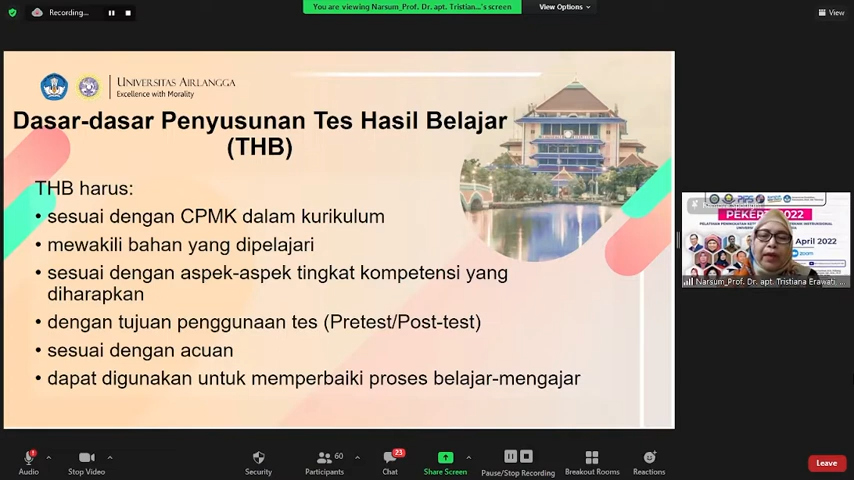 Recording...
You are viewing Narsum_Prof. Dr. apt. Tristian...'s screen
View Options
View
UNIVERSITAS AIRLANGGA
Excellence with Morality
Dasar-dasar Penyusunan Tes Hasil Belajar
(THB)
THB harus:
• sesuai dengan CPMK dalam kurikulum
• mewakili bahan yang dipelajari
• sesuai dengan aspek-aspek tingkat kompetensi yang
diharapkan
• dengan tujuan penggunaan tes (Pretest/Post-test)
• sesuai dengan acuan
• dapat digunakan untuk memperbaiki proses belajar-mengajar
PEKERTI 2022
April 2022
zoom
Narsum_Prof. Dr. apt. Tristiana Erawati, ...
Audio
Stop Video
Security
60
Participants
23
Chat
Share Screen
Pause/Stop Recording
Breakout Rooms
Reactions
Leave